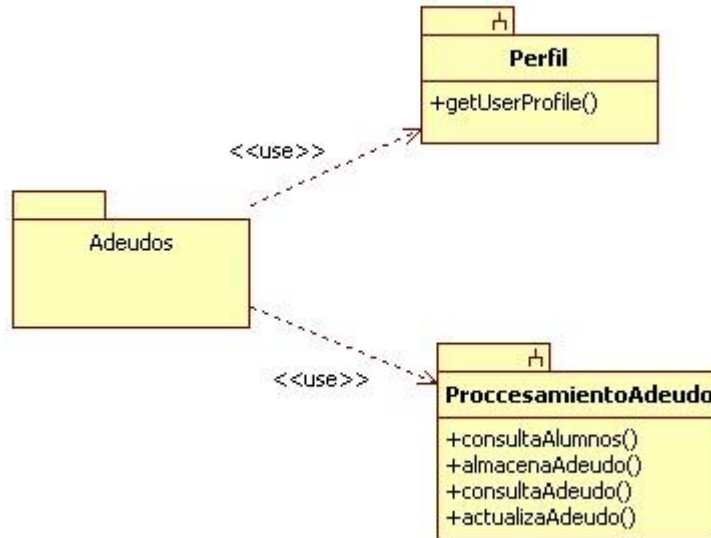 Perfil
+getUserProfile()
<<use>>
Adeudos
<<use>>
ProccesamientoAdeudo
+consultaAlumnos()
+almacenaAdeudo()
+consultaAdeudo()
+actualizaAdeudo()